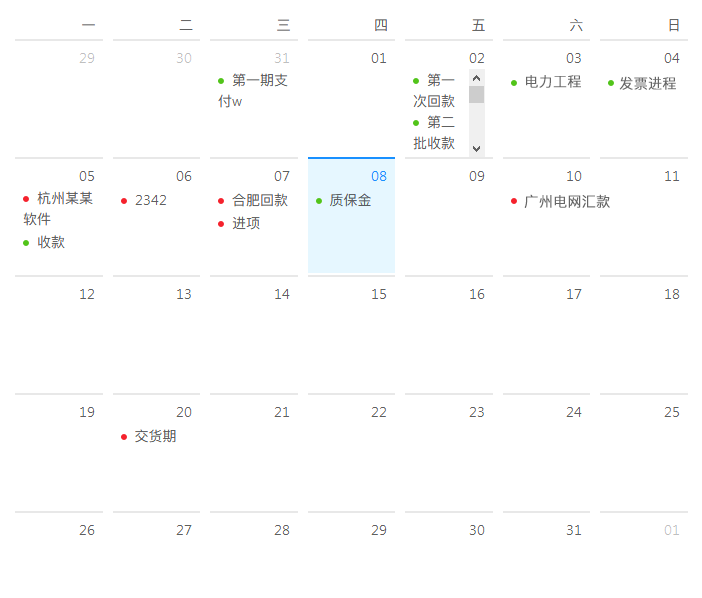 一 二 三 四 五 六 日
29 30 31 01 02 03 04
第一期支
付w
第一
次回款
第二
批收款
电力工程
发票进程
05 06 07 08 09 10 11
杭州某某
软件
收款
2342
合肥回款
进项
质保金
广州电网汇款
12 13 14 15 16 17 18
19 20 21 22 23 24 25
交货期
26 27 28 29 30 31 01